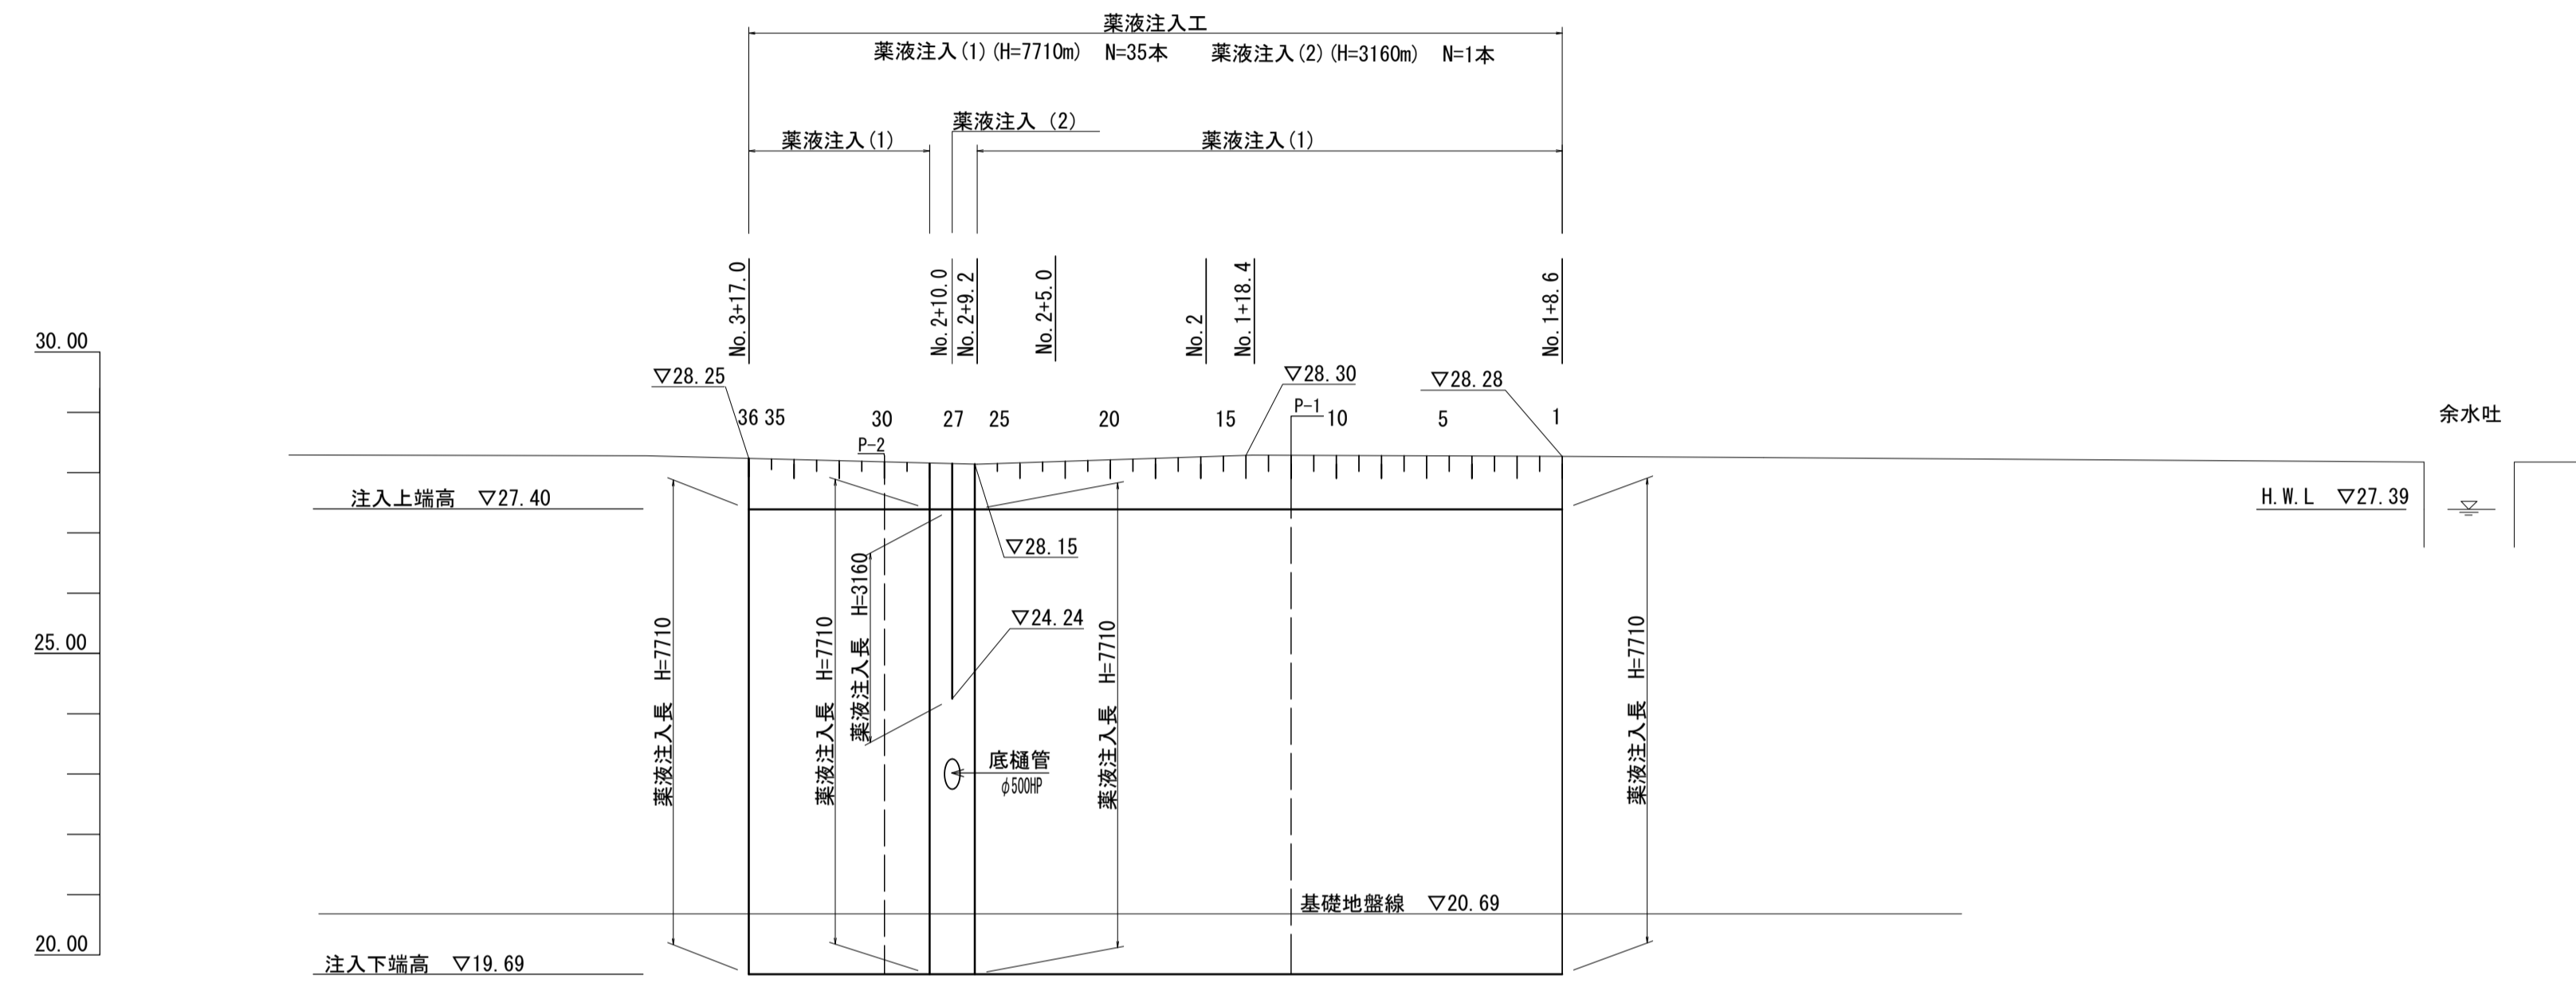 薬液注入工
薬液注入(1)(H=7710m) N=35本 薬液注入(2)(H=3160m) N=1本
薬液注入 (2)
薬液注入(1)
薬液注入(1)
No.3+17.0
No.2+10.0
No.2+9.2
No.2+5.0
No.2
No.1+18.4
No.1+8.6
30.00
▽28.25
▽28.30
▽28.28
36 35 30 27 25 20 15 10 5 1
P-1
P-2
余水吐
注入上端高 ▽27.40
H.W.L ▽27.39
▽28.15
▽24.24
25.00
薬液注入長 H=7710
薬液注入長 H=7710
薬液注入長 H=3160
薬液注入長 H=7710
薬液注入長 H=7710
底樋管
φ500HP
基礎地盤線 ▽20.69
20.00
注入下端高 ▽19.69